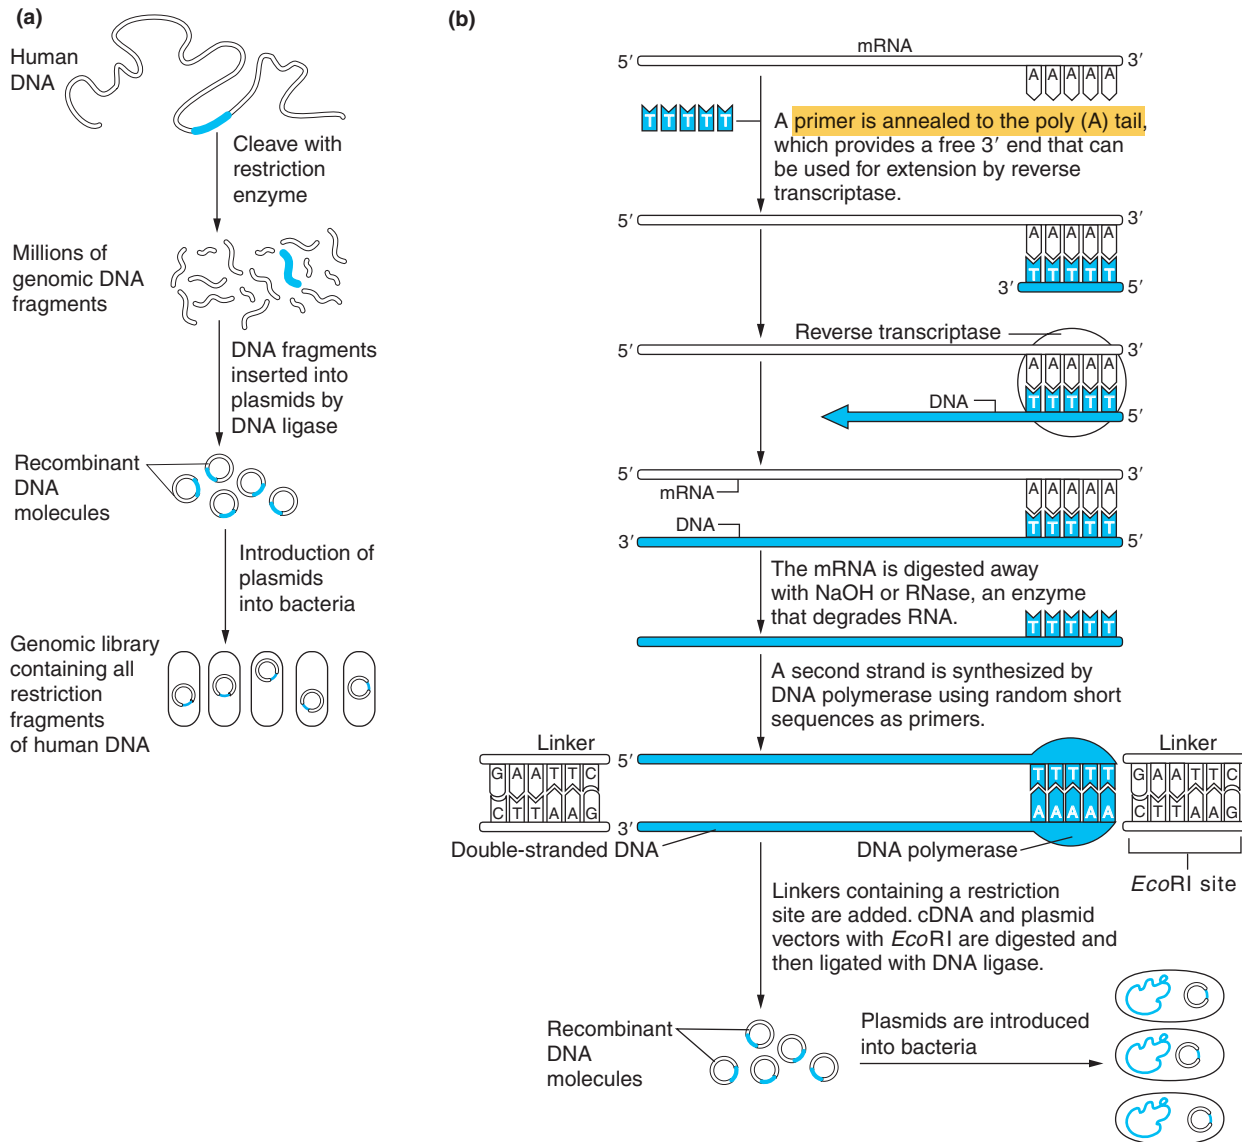 (a)
Human
DNA
Cleave with
restriction
enzyme
Millions of
genomic DNA
fragments
DNA fragments
inserted into
plasmids by
DNA ligase
Recombinant
DNA
molecules
Introduction of
plasmids
into bacteria
Genomic library
containing all
restriction
fragments
of human DNA
(b)
mRNA
5′ 3′
A A A A A
T T T T T
A primer is annealed to the poly (A) tail,
which provides a free 3′ end that can
be used for extension by reverse
transcriptase.
5′ 3′
A A A A A
T T T T T
3′ 5′
Reverse transcriptase
5′ 3′
A A A A A
T T T T T
DNA
5′
5′ 3′
mRNA
A A A A A
DNA
T T T T T
3′ 5′
The mRNA is digested away
with NaOH or RNase, an enzyme
that degrades RNA.
T T T T T
A second strand is synthesized by
DNA polymerase using random short
sequences as primers.
Linker Linker
5′
G A A T T C T T T T T G A A T T C
C T T A A G A A A A A C T T A A G
3′
Double-stranded DNA DNA polymerase
EcoRI site
Linkers containing a restriction
site are added. cDNA and plasmid
vectors with EcoRI are digested and
then ligated with DNA ligase.
Recombinant
DNA
molecules
Plasmids are introduced
into bacteria